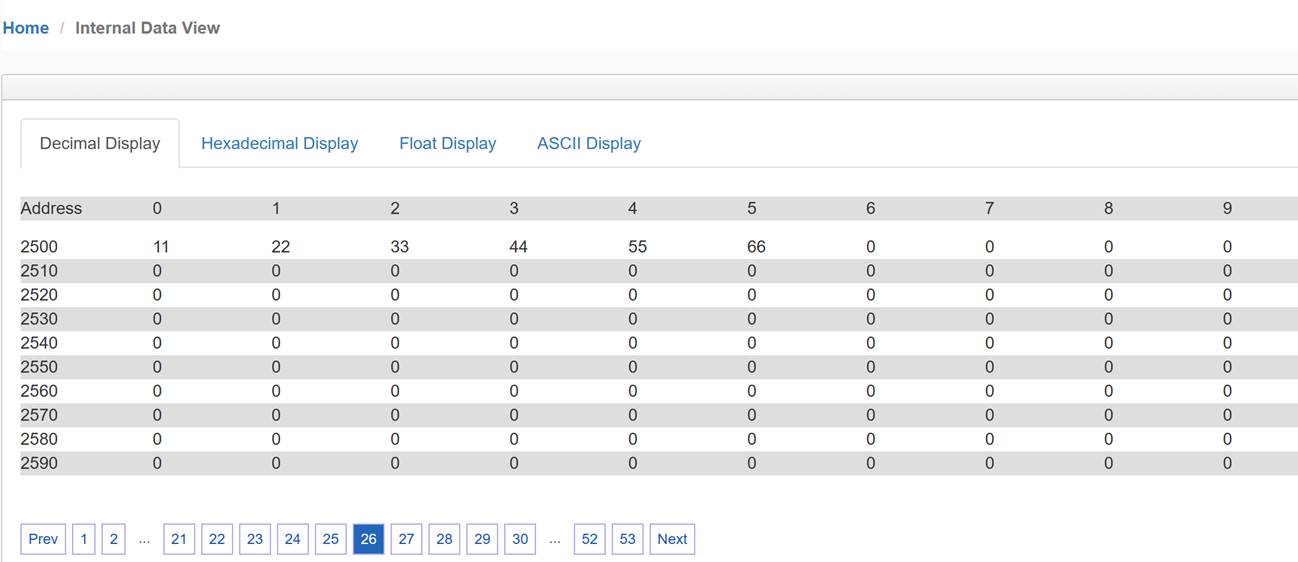 Home / Internal Data View
Decimal Display Hexadecimal Display Float Display ASCII Display
Address 0 1 2 3 4 5 6 7 8 9
2500 11 22 33 44 55 66 0 0 0 0
2510 0 0 0 0 0 0 0 0 0 0
2520 0 0 0 0 0 0 0 0 0 0
2530 0 0 0 0 0 0 0 0 0 0
2540 0 0 0 0 0 0 0 0 0 0
2550 0 0 0 0 0 0 0 0 0 0
2560 0 0 0 0 0 0 0 0 0 0
2570 0 0 0 0 0 0 0 0 0 0
2580 0 0 0 0 0 0 0 0 0 0
2590 0 0 0 0 0 0 0 0 0 0
Prev 1 2 ... 21 22 23 24 25 26 27 28 29 30 ... 52 53 Next